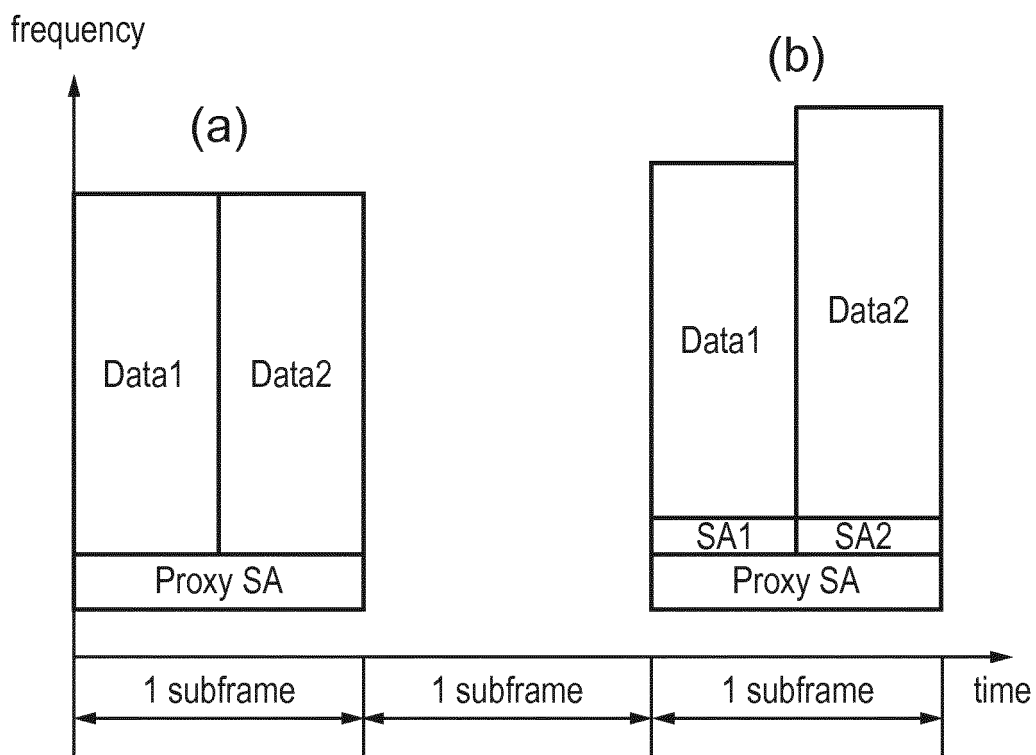 frequency
(a)
(b)
Data1
Data2
Data1
Data2
SA1
SA2
Proxy SA
Proxy SA
1 subframe
1 subframe
1 subframe
time